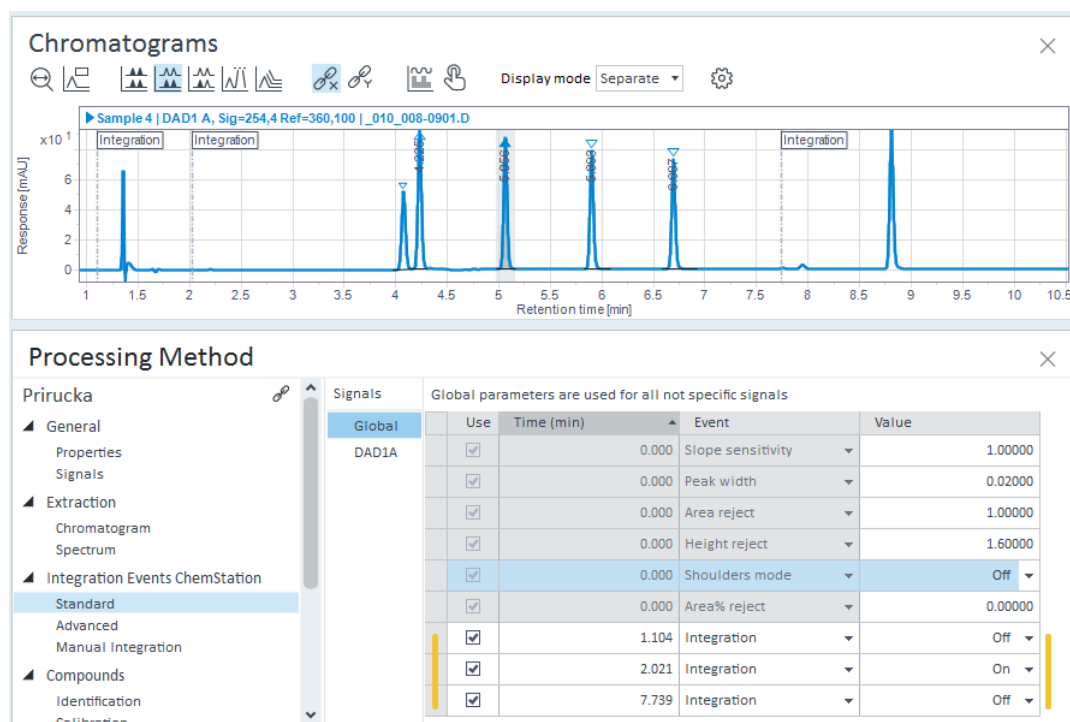 Chromatograms
X Y Display mode Separate
Sample 4 | DAD1 A, Sig=254,4 Ref=360,100 | _010_008-0901.D
x10 1
Integration Integration Integration
Response [mAU]
6
4
2
0
1 1.5 2 2.5 3 3.5 4 4.5 5 5.5 6 6.5 7 7.5 8 8.5 9 9.5 10 10.5
Retention time [min]
Processing Method
Prirucka
General
Properties
Signals
Extraction
Chromatogram
Spectrum
Integration Events ChemStation
Standard
Advanced
Manual Integration
Compounds
Identification
Calibration
Signals
Global
DAD1A
Global parameters are used for all not specific signals
Use Time (min) Event Value
0.000 Slope sensitivity 1.00000
0.000 Peak width 0.02000
0.000 Area reject 1.00000
0.000 Height reject 1.60000
0.000 Shoulders mode Off
0.000 Area% reject 0.00000
1.104 Integration Off
2.021 Integration On
7.739 Integration Off